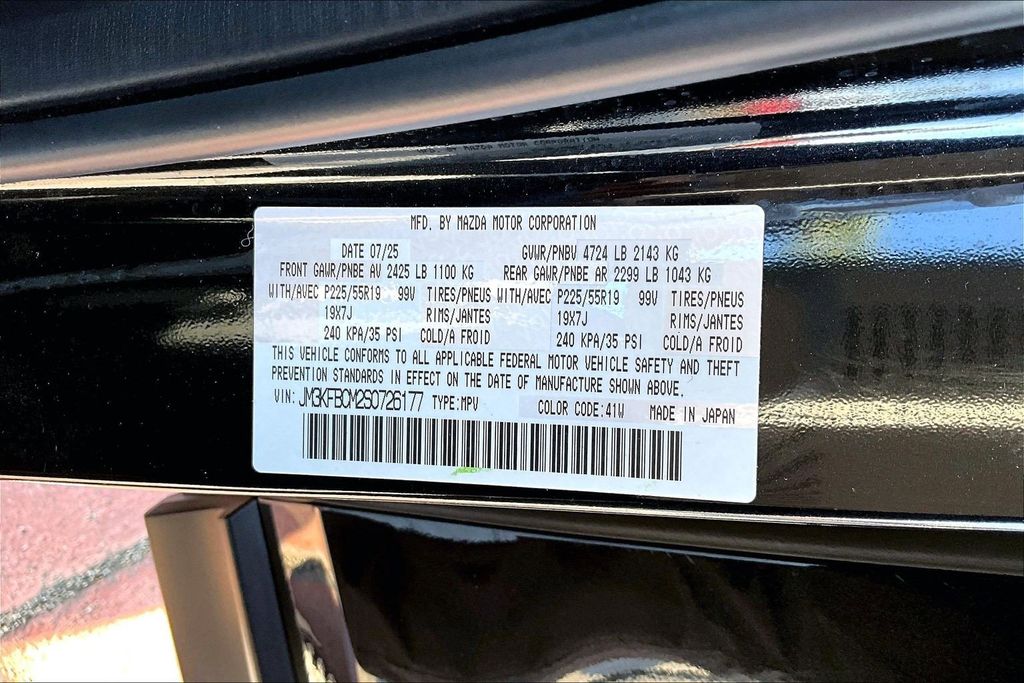 MFD. BY MAZDA MOTOR CORPORATION
DATE 07/25 GVWR/PNBV 4724 LB 2143 KG
FRONT GAWR/PNBE AV 2425 LB 1100 KG REAR GAWR/PNBE AR 2299 LB 1043 KG
WITH/AVEC P225/55R19 99V TIRES/PNEUS WITH/AVEC P225/55R19 99V TIRES/PNEUS
19X7J RIMS/JANTES 19X7J RIMS/JANTES
240 KPA/35 PSI COLD/A FROID 240 KPA/35 PSI COLD/A FROID
THIS VEHICLE CONFORMS TO ALL APPLICABLE FEDERAL MOTOR VEHICLE SAFETY AND THEFT
PREVENTION STANDARDS IN EFFECT ON THE DATE OF MANUFACTURE SHOWN ABOVE.
VIN: JM3KFBCM2S0726177 TYPE:MPV COLOR CODE:41W MADE IN JAPAN